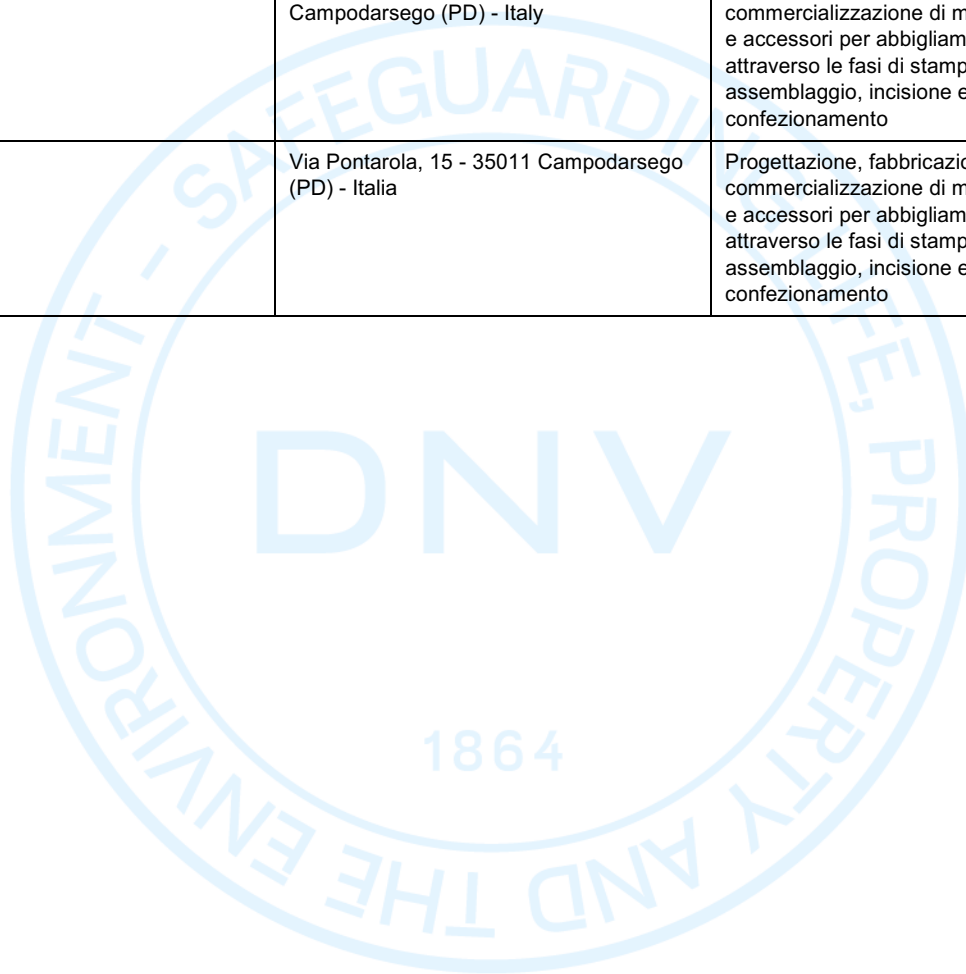 Campodarsego (PD) - Italy
commercializzazione di m
e accessori per abbigliam
attraverso le fasi di stamp
assemblaggio, incisione e
confezionamento
Via Pontarola, 15 - 35011 Campodarsego
(PD) - Italia
Progettazione, fabbricazio
commercializzazione di m
e accessori per abbigliam
attraverso le fasi di stamp
assemblaggio, incisione e
confezionamento
SAFEGUARDING LIFE, PROPERTY AND THE ENVIRONMENT -
DNV
1864